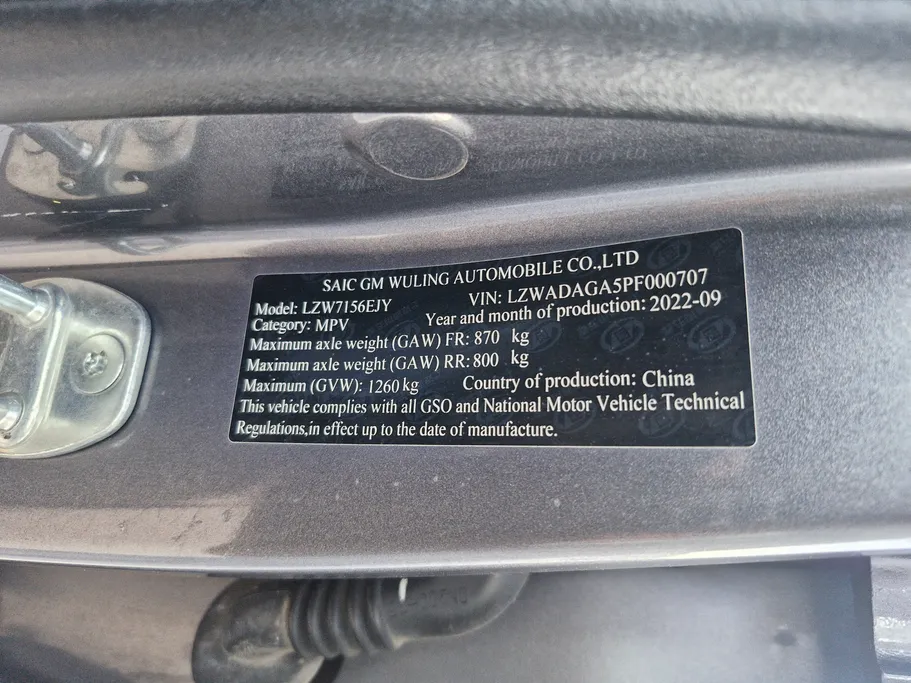 SAIC GM WULING AUTOMOBILE CO.,LTD
Model: LZW7156EJY VIN: LZWADAGA5PF000707
Category: MPV Year and month of production: 2022-09
Maximum axle weight (GAW) FR: 870 kg
Maximum axle weight (GAW) RR: 800 kg
Maximum (GVW): 1260 kg Country of production: China
This vehicle complies with all GSO and National Motor Vehicle Technical
Regulations,in effect up to the date of manufacture.